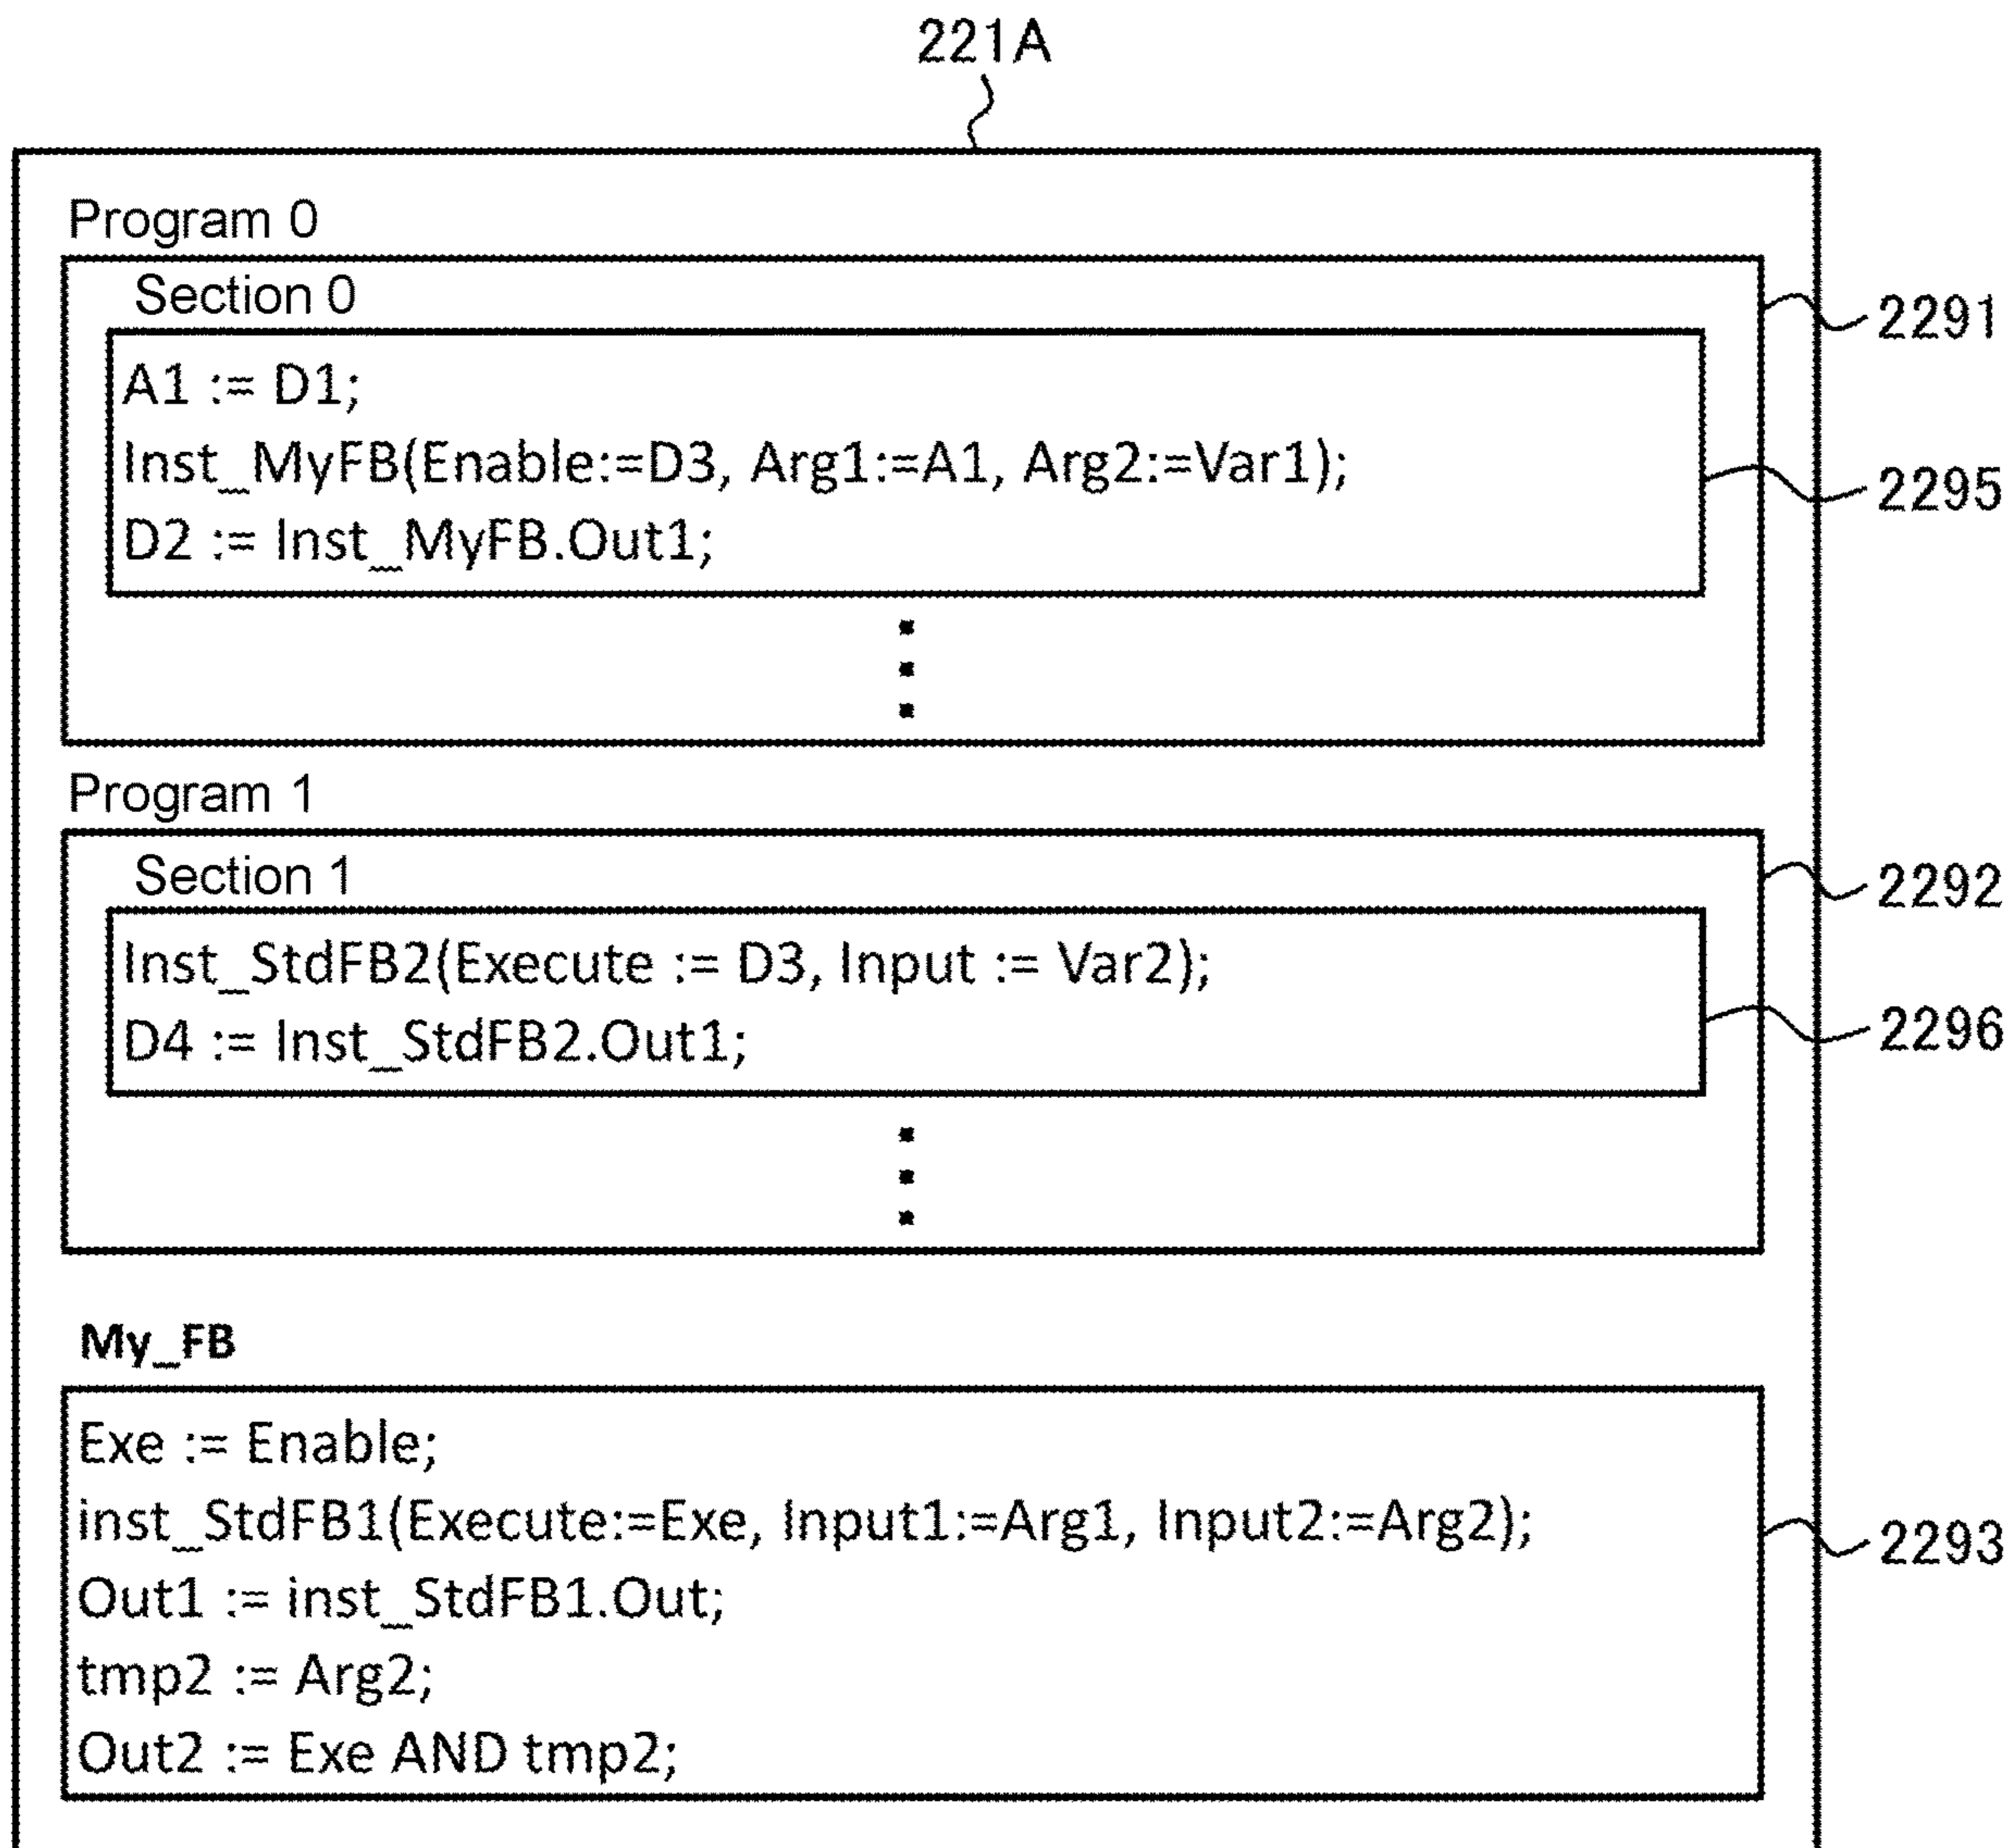 221A
Program 0
Section 0
2291
A1 := D1;
Inst_MyFB(Enable:=D3, Arg1:=A1, Arg2:=Var1);
2295
D2 := Inst_MyFB.Out1;
Program 1
Section 1
2292
Inst_StdFB2(Execute := D3, Input := Var2);
D4 := Inst_StdFB2.Out1;
2296
My_FB
Exe := Enable;
inst_StdFB1(Execute:=Exe, Input1:=Arg1, Input2:=Arg2);
2293
Out1 := inst_StdFB1.Out;
tmp2 := Arg2;
Out2 := Exe AND tmp2;